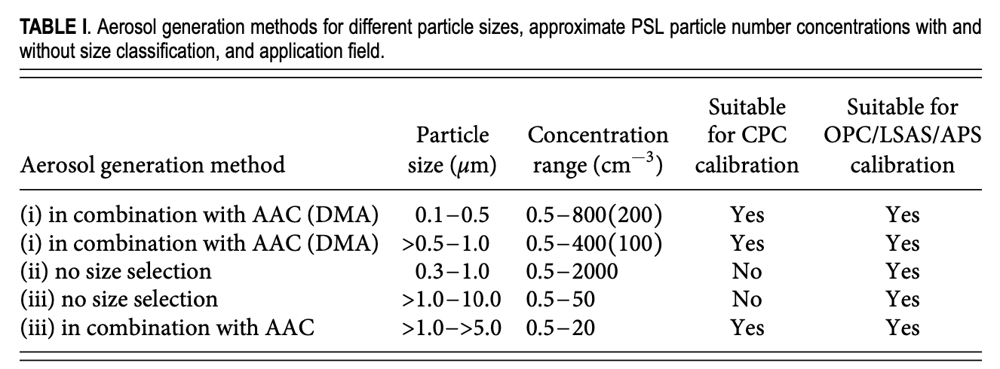 TABLE I. Aerosol generation methods for different particle sizes, approximate PSL particle number concentrations with and
without size classification, and application field.
Aerosol generation method Particle size (μm) Concentration range (cm⁻³) Suitable for CPC calibration Suitable for OPC/LSAS/APS calibration
(i) in combination with AAC (DMA) 0.1–0.5 0.5–800(200) Yes Yes
(i) in combination with AAC (DMA) >0.5–1.0 0.5–400(100) Yes Yes
(ii) no size selection 0.3–1.0 0.5–2000 No Yes
(iii) no size selection >1.0–10.0 0.5–50 No Yes
(iii) in combination with AAC >1.0–>5.0 0.5–20 Yes Yes